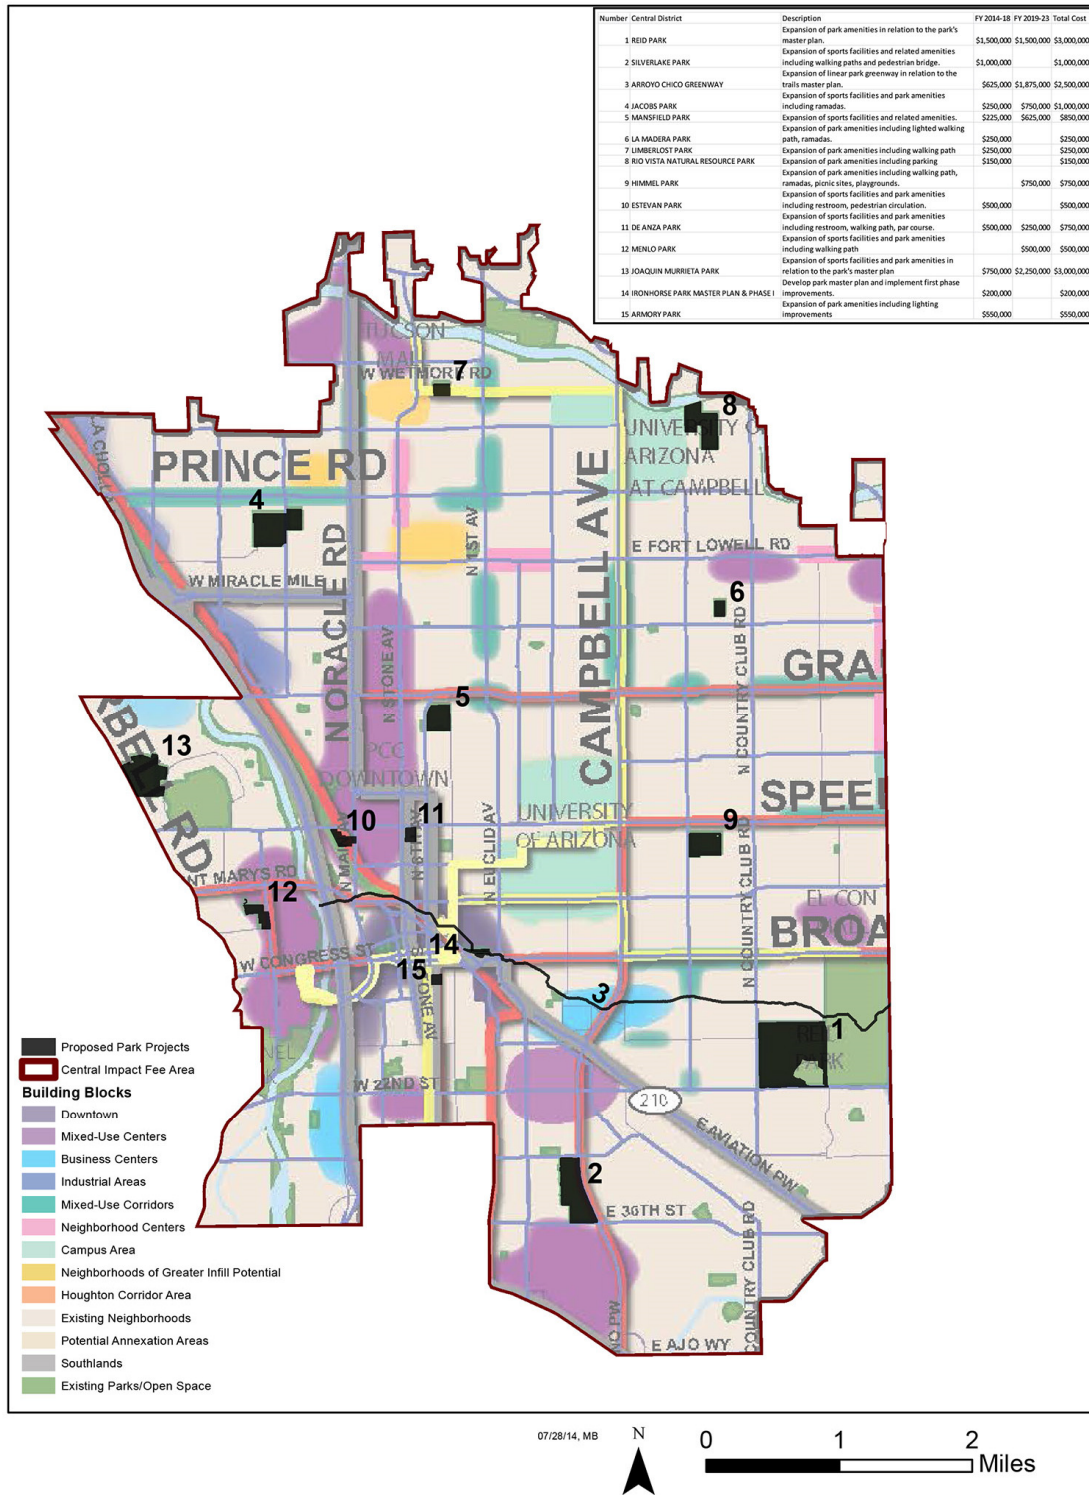 Number Central District Description FY 2014-18 FY 2019-23 Total Cost
Expansion of park amenities in relation to the park's
1 REID PARK master plan. $1,500,000 $1,500,000 $3,000,000
Expansion of sports facilities and related amenities
2 SILVERLAKE PARK including walking paths and pedestrian bridge. $1,000,000 $1,000,000
Expansion of linear park greenway in relation to the
3 ARROYO CHICO GREENWAY trails master plan. $625,000 $1,875,000 $2,500,000
Expansion of sports facilities and park amenities
4 JACOBS PARK including ramadas. $250,000 $750,000 $1,000,000
5 MANSFIELD PARK Expansion of sports facilities and related amenities. $225,000 $625,000 $850,000
Expansion of park amenities including lighted walking
6 LA MADERA PARK path, ramadas. $250,000 $250,000
7 LIMBERLOST PARK Expansion of park amenities including walking path $250,000 $250,000
8 RIO VISTA NATURAL RESOURCE PARK Expansion of park amenities including parking $150,000 $150,000
Expansion of park amenities including walking path,
9 HIMMEL PARK ramadas, picnic sites, playgrounds. $750,000 $750,000
Expansion of sports facilities and park amenities
10 ESTEVAN PARK including restroom, pedestrian circulation. $500,000 $500,000
Expansion of sports facilities and park amenities
11 DE ANZA PARK including restroom, walking path, par course. $500,000 $250,000 $750,000
Expansion of sports facilities and park amenities
12 MENLO PARK including walking path $500,000 $500,000
Expansion of sports facilities and park amenities in
13 JOAQUIN MURRIETA PARK relation to the park's master plan $750,000 $2,250,000 $3,000,000
Develop park master plan and implement first phase
14 IRONHORSE PARK MASTER PLAN & PHASE I improvements. $200,000 $200,000
Expansion of park amenities including lighting
15 ARMORY PARK improvements $550,000 $550,000
TUCSON
MALL
W WETMORE RD
7
8
UNIVERSITY O
ARIZONA
AT CAMPBELL
LA CHOLL
PRINCE RD
4
N ORACLE RD
N 1ST AV
CAMPBELL AVE
E FORT LOWELL RD
W MIRACLE MILE
6
N STONE AV
N COUNTRY CLUB RD
GRA
5
RBELL RD
13
PCC
DOWNTOWN
SPEE
10
11
UNIVERSITY
OF ARIZONA
9
N 6TH AV
N EUCLID AV
N MAI
NT MARYS RD
12
EL CON
BROA
N COUNTRY CLUB RD
W CONGRESS ST
14
15
STONE AV
3
1
REID
PARK
NEL
W 22ND ST
210
E AVIATION PW
2
E 36TH ST
COUNTRY CLUB RD
NO PW
E AJO WY
Proposed Park Projects
Central Impact Fee Area
Building Blocks
Downtown
Mixed-Use Centers
Business Centers
Industrial Areas
Mixed-Use Corridors
Neighborhood Centers
Campus Area
Neighborhoods of Greater Infill Potential
Houghton Corridor Area
Existing Neighborhoods
Potential Annexation Areas
Southlands
Existing Parks/Open Space
07/28/14, MB
N
0 1 2
Miles